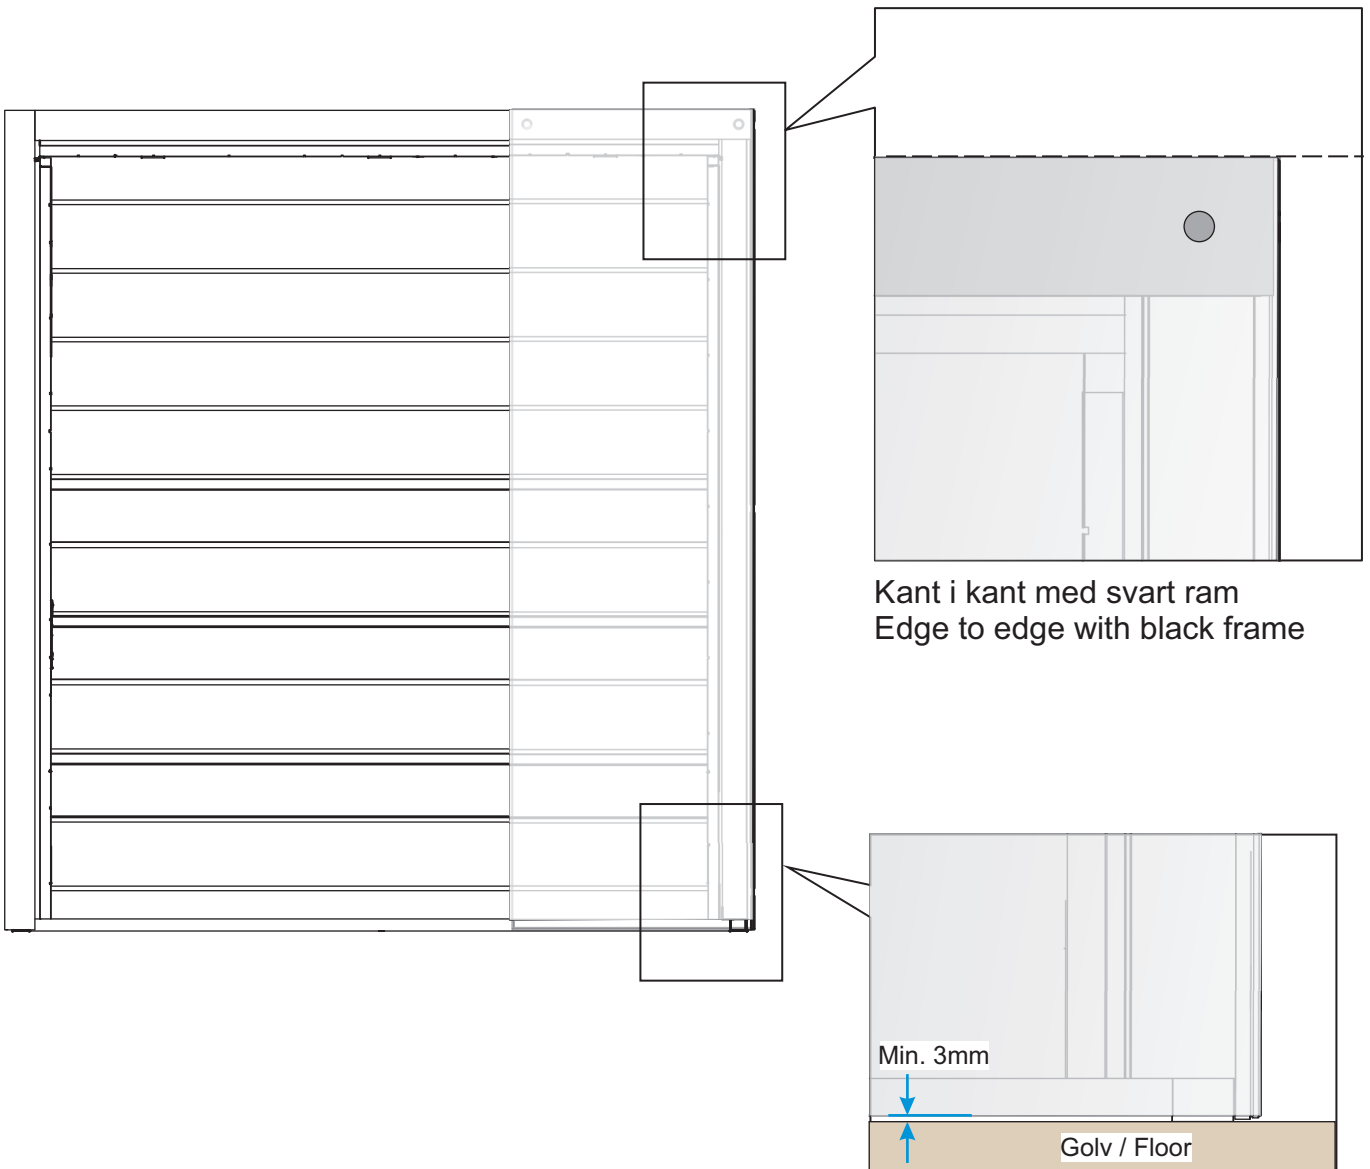 Kant i kant med svart ram
Edge to edge with black frame
Min. 3mm
Golv / Floor